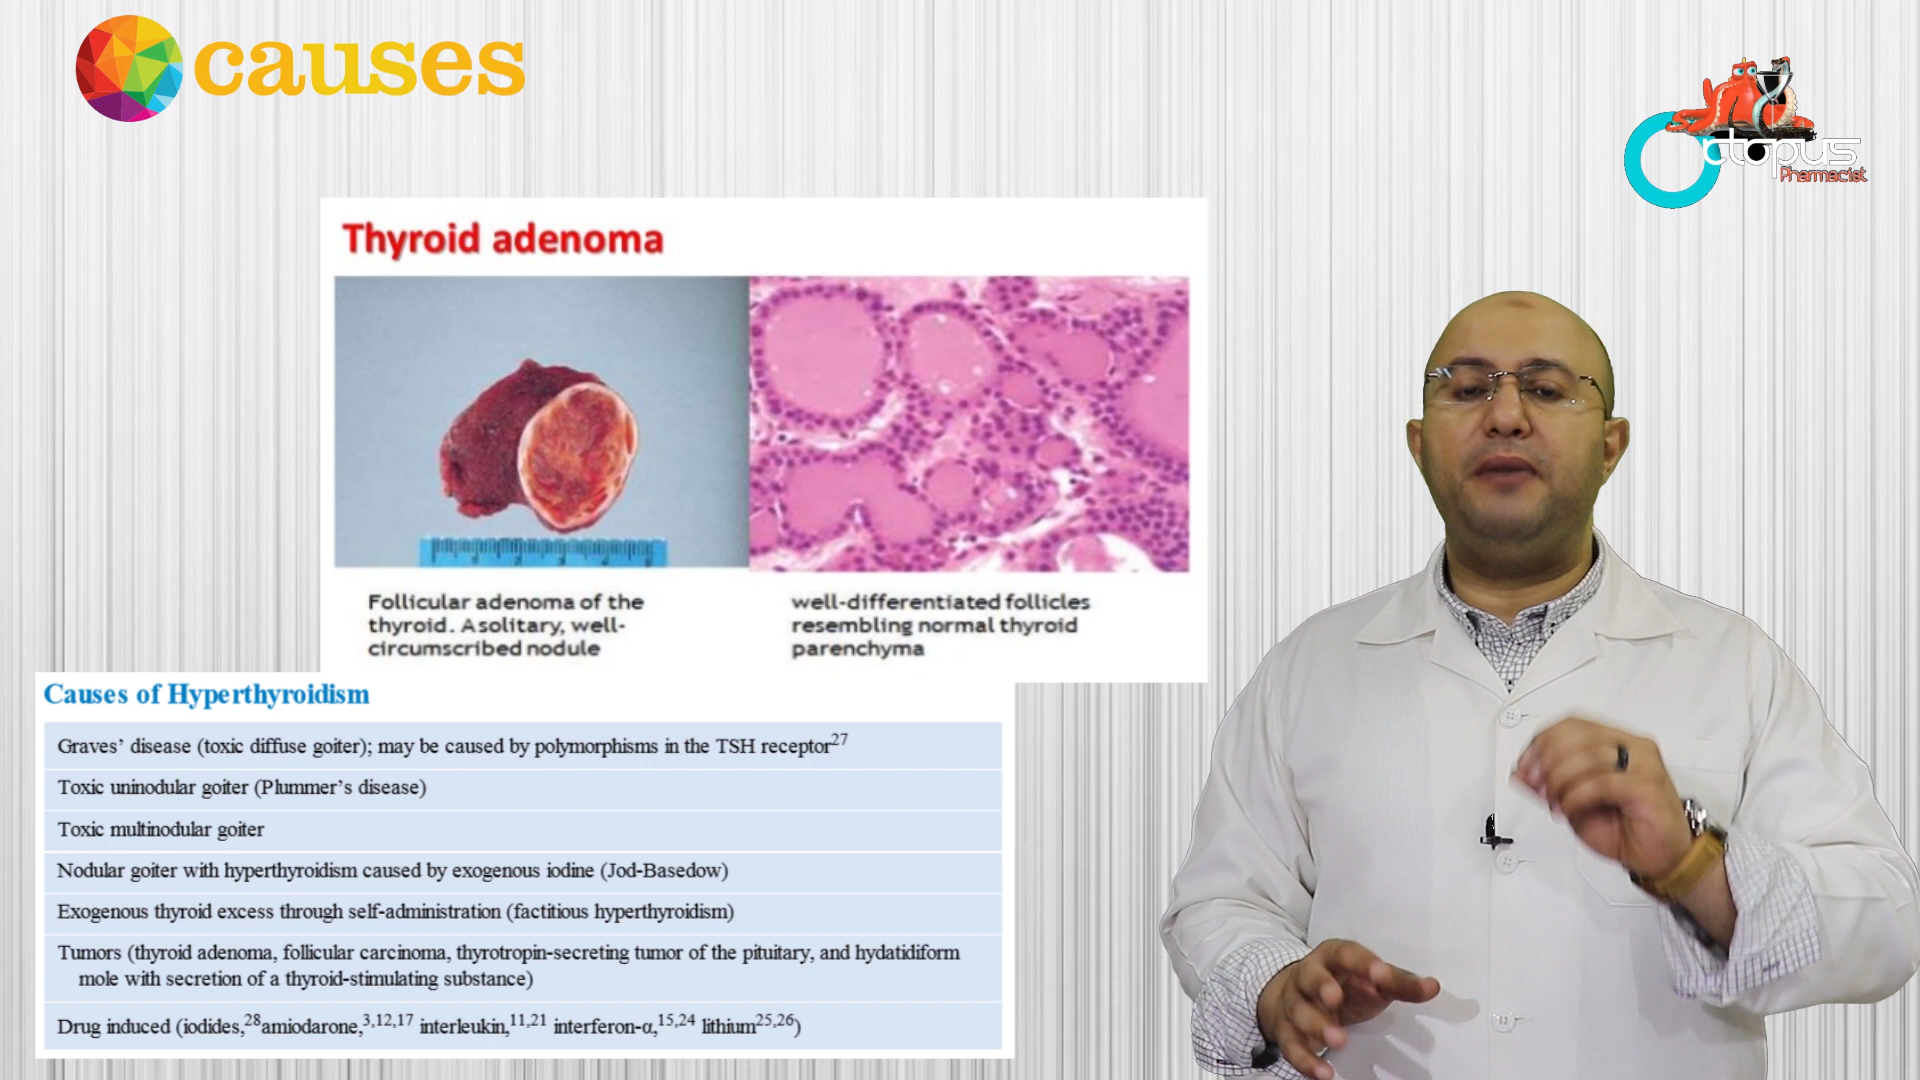 causes
Octopus
Pharmacist
Thyroid adenoma
Follicular adenoma of the
thyroid. A solitary, well-
circumscribed nodule
well-differentiated follicles
resembling normal thyroid
parenchyma
Causes of Hyperthyroidism
Graves’ disease (toxic diffuse goiter); may be caused by polymorphisms in the TSH receptor27
Toxic uninodular goiter (Plummer’s disease)
Toxic multinodular goiter
Nodular goiter with hyperthyroidism caused by exogenous iodine (Jod-Basedow)
Exogenous thyroid excess through self-administration (factitious hyperthyroidism)
Tumors (thyroid adenoma, follicular carcinoma, thyrotropin-secreting tumor of the pituitary, and hydatidiform
mole with secretion of a thyroid-stimulating substance)
Drug induced (iodides,28amiodarone,3,12,17 interleukin,11,21 interferon-α,15,24 lithium25,26)